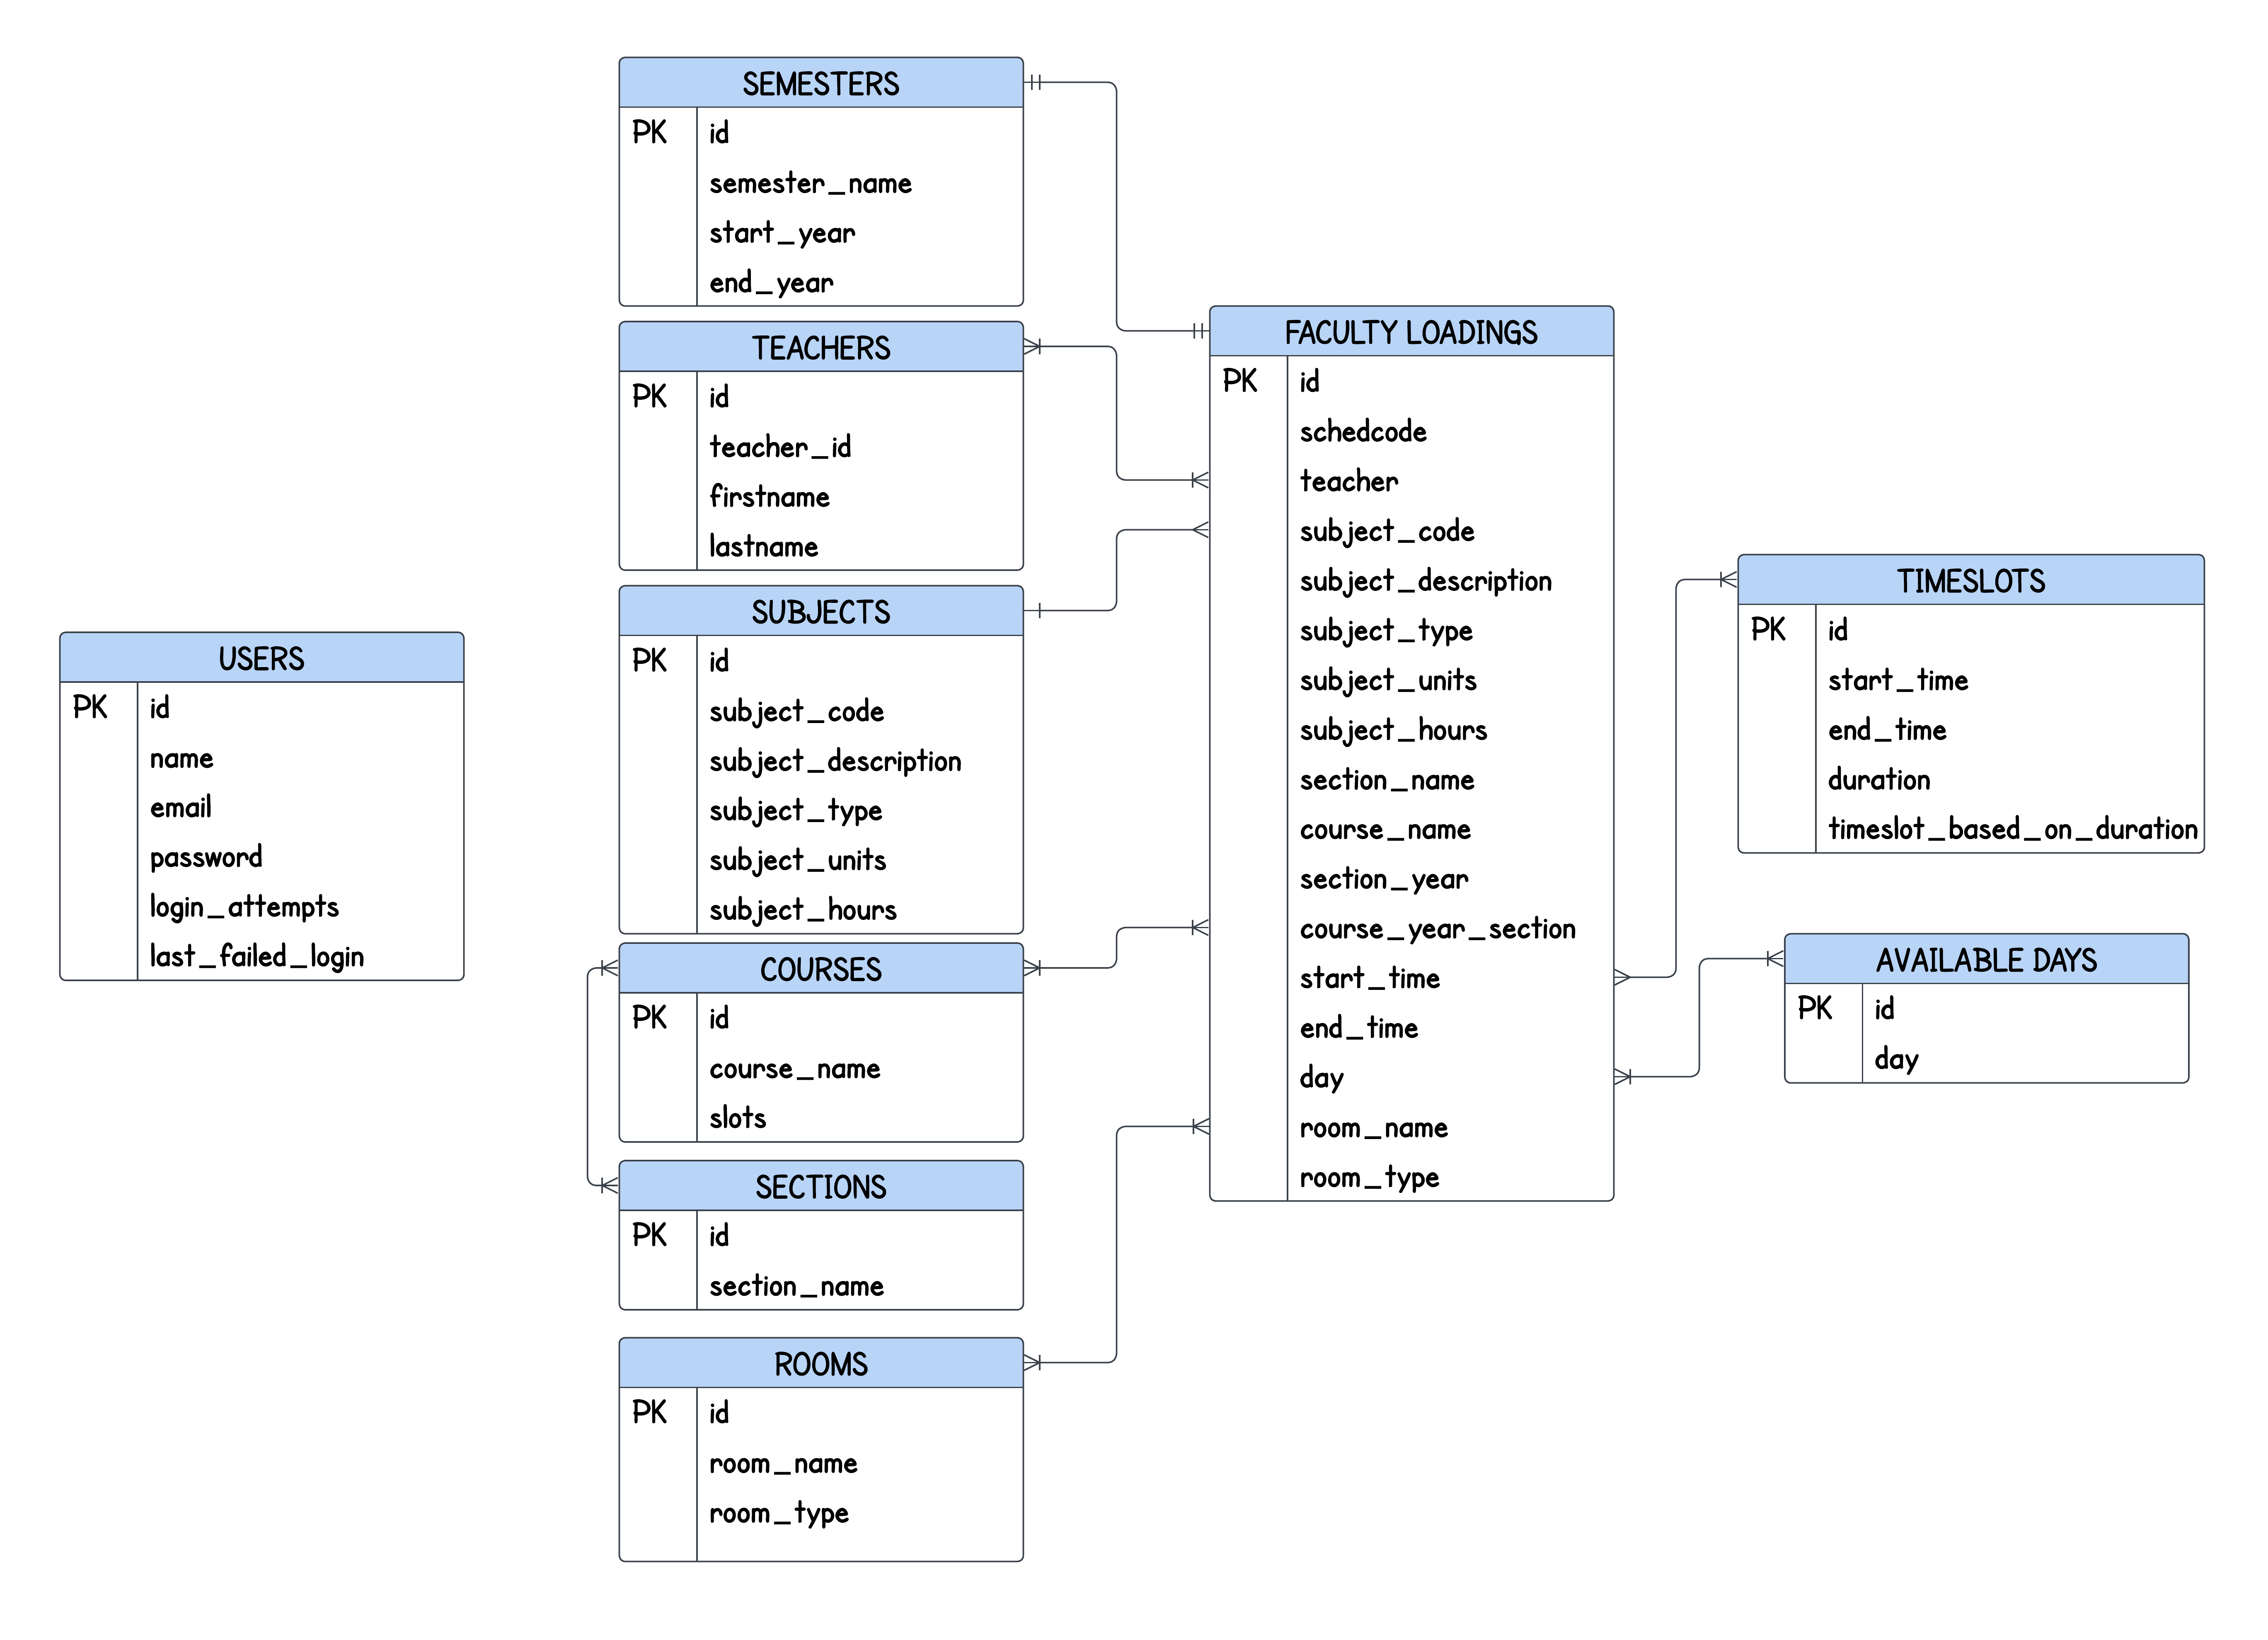 SEMESTERS
PK id
semester_name
start_year
end_year
TEACHERS
PK id
teacher_id
firstname
lastname
SUBJECTS
PK id
subject_code
subject_description
subject_type
subject_units
subject_hours
USERS
PK id
name
email
password
login_attempts
last_failed_login
COURSES
PK id
course_name
slots
SECTIONS
PK id
section_name
ROOMS
PK id
room_name
room_type
FACULTY LOADINGS
PK id
schedcode
teacher
subject_code
subject_description
subject_type
subject_units
subject_hours
section_name
course_name
section_year
course_year_section
start_time
end_time
day
room_name
room_type
TIMESLOTS
PK id
start_time
end_time
duration
timeslot_based_on_duration
AVAILABLE DAYS
PK id
day